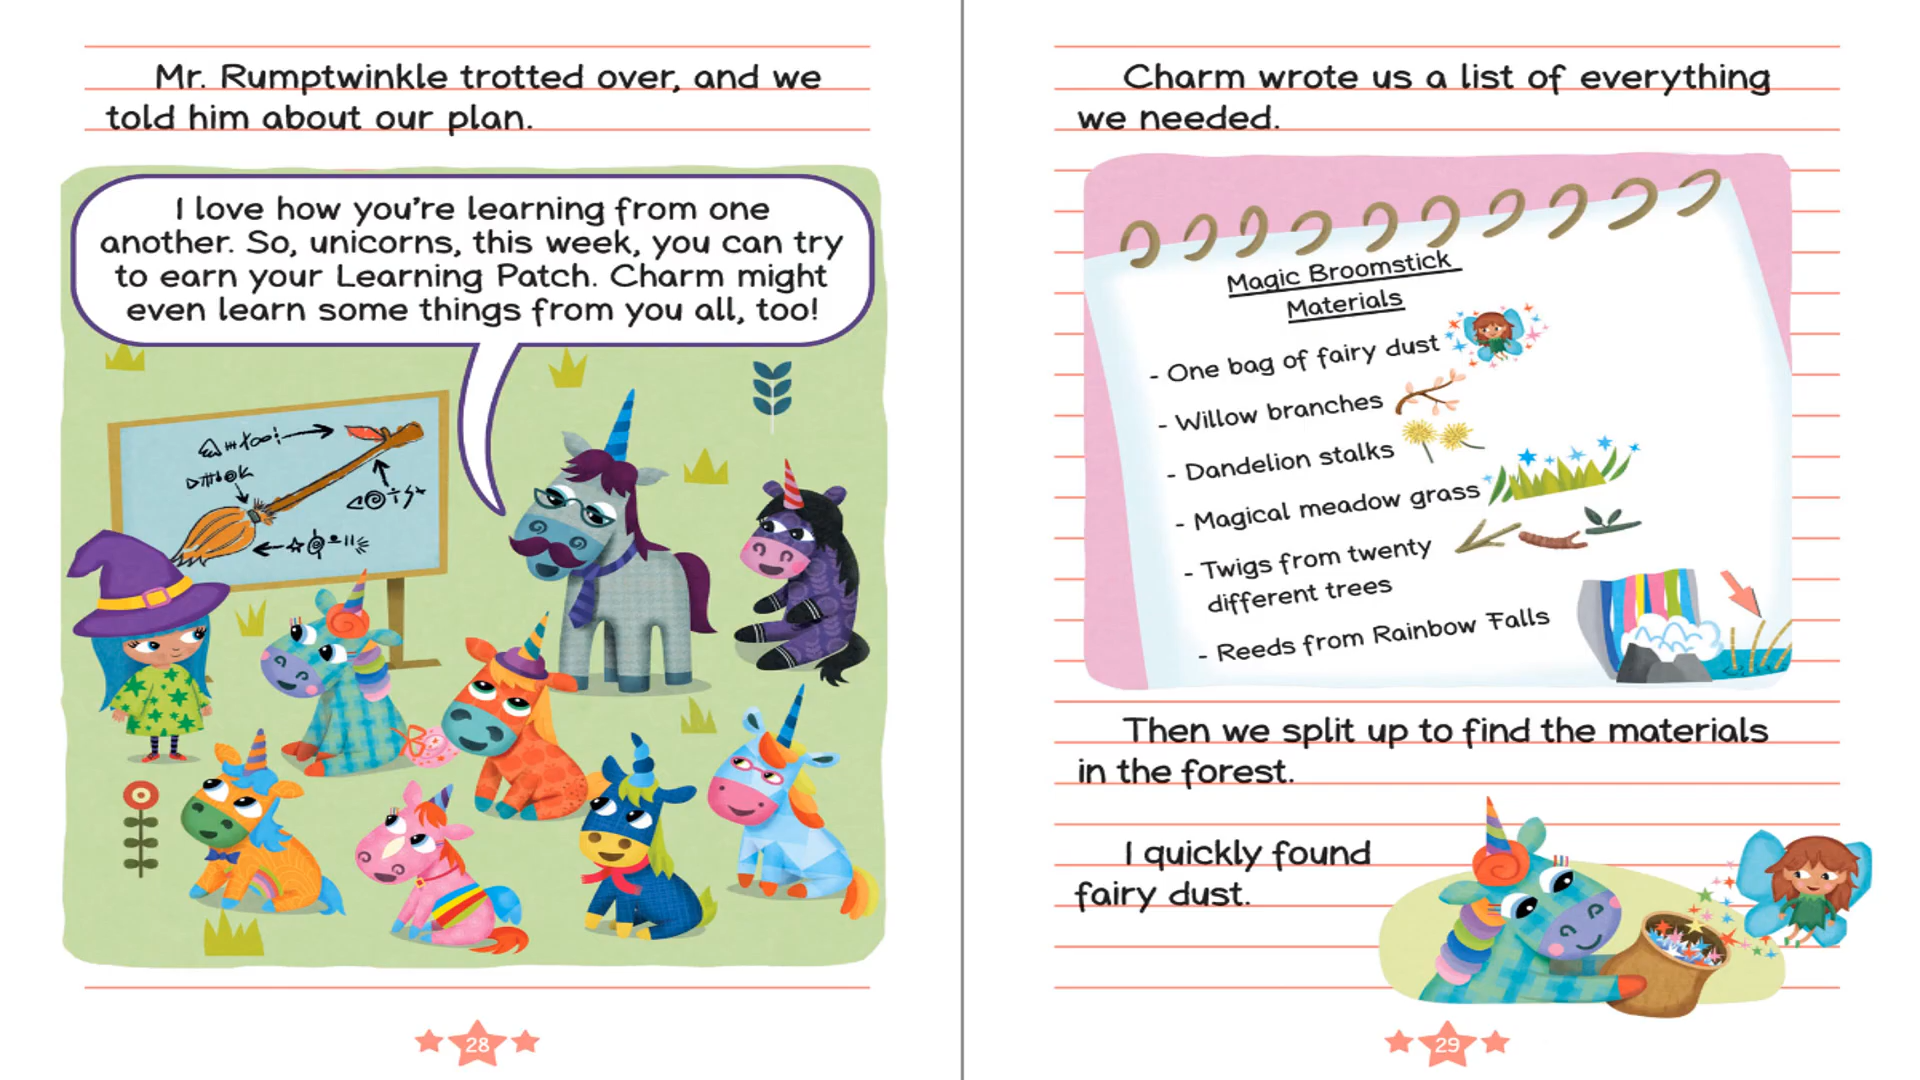 Mr. Rumptwinkle trotted over, and we
told him about our plan.
I love how you're learning from one
another. So, unicorns, this week, you can try
to earn your Learning Patch. Charm might
even learn some things from you all, too!
28
Charm wrote us a list of everything
we needed.
Magic Broomstick
Materials
- One bag of fairy dust
- Willow branches
- Dandelion stalks
- Magical meadow grass
- Twigs from twenty
different trees
- Reeds from Rainbow Falls
Then we split up to find the materials
in the forest.
I quickly found
fairy dust.
29